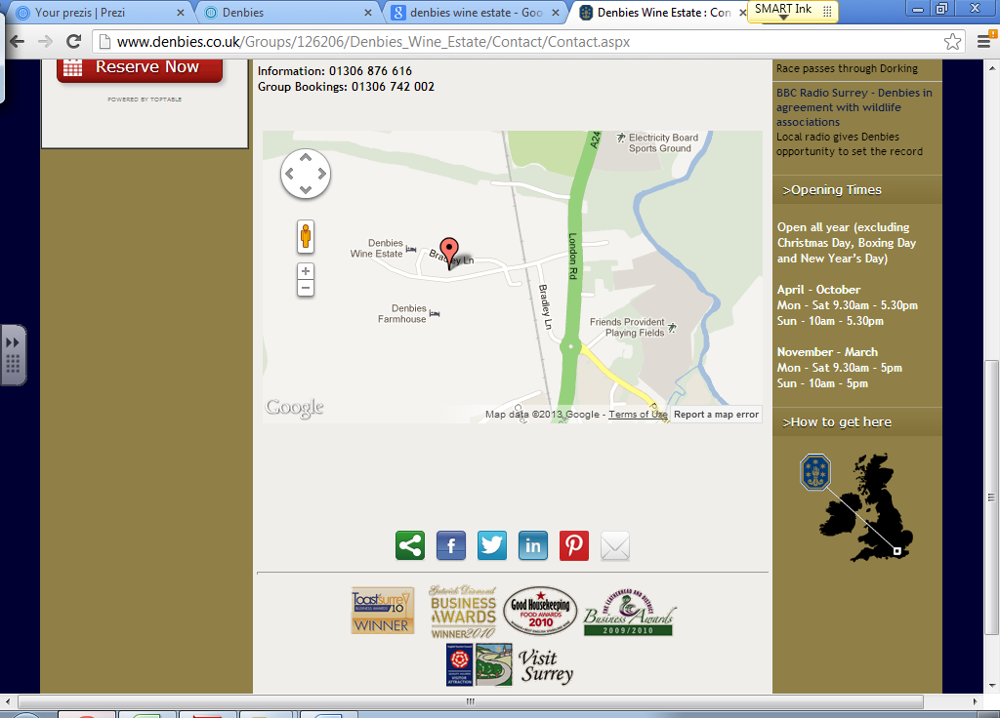 Your prezis | Prezi
Denbies
denbies wine estate - Goo
Denbies Wine Estate : Con
SMART Ink
www.denbies.co.uk/Groups/126206/Denbies_Wine_Estate/Contact/Contact.aspx
Reserve Now
POWERED BY TOPTABLE
Information: 01306 876 616
Group Bookings: 01306 742 002
A24
Electricity Board
Sports Ground
London Rd
Denbies
Wine Estate
Bradley Ln
Bradley Ln
Denbies
Farmhouse
Friends Provident
Playing Fields
Google
Map data ©2013 Google - Terms of Use
Report a map error
Toast Surrey
BUSINESS AWARDS
10
WINNER
Gatwick Diamond
BUSINESS
AWARDS
WINNER 2010
Good Housekeeping
FOOD AWARDS
2010
THE LEATHERHEAD AND DISTRICT
Business Awards
2009/2010
Visit
Surrey
Race passes through Dorking
BBC Radio Surrey - Denbies in
agreement with wildlife
associations
Local radio gives Denbies
opportunity to set the record
>Opening Times
Open all year (excluding
Christmas Day, Boxing Day
and New Year's Day)
April - October
Mon - Sat 9.30am - 5.30pm
Sun - 10am - 5.30pm
November - March
Mon - Sat 9.30am - 5pm
Sun - 10am - 5pm
>How to get here